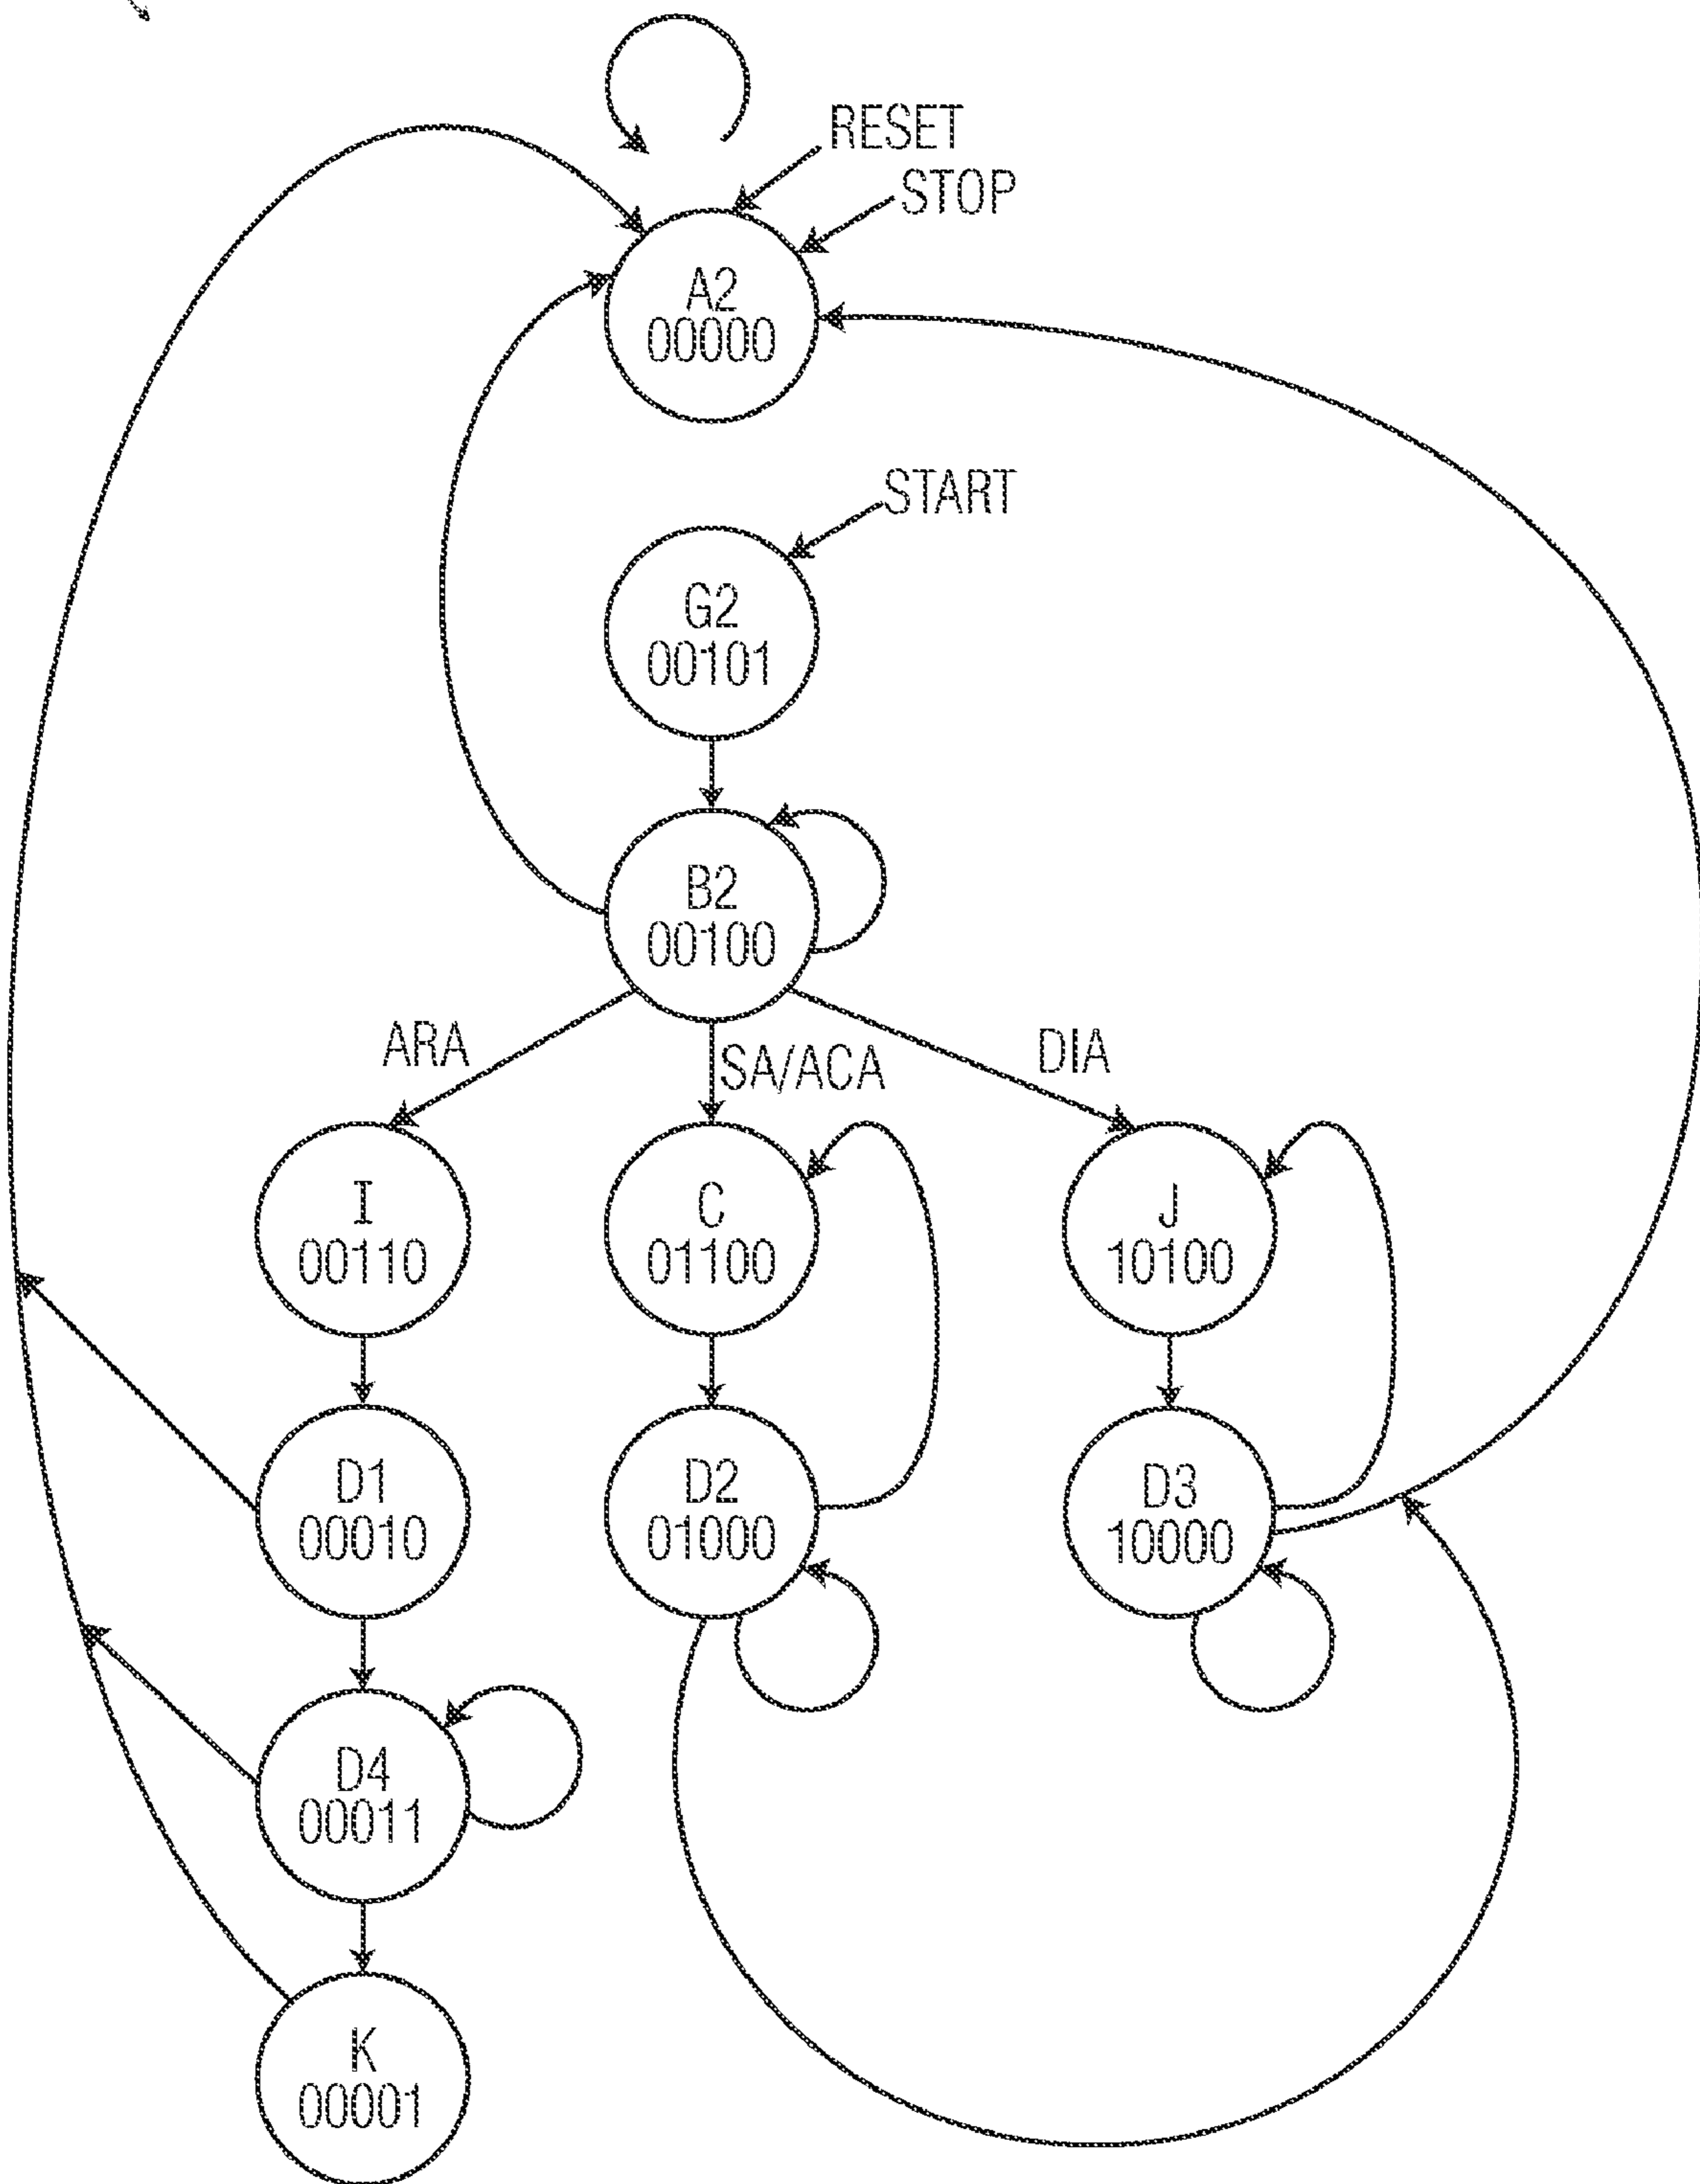 RESET
STOP
A2
00000
START
G2
00101
B2
00100
ARA
SA/ACA
DIA
I
00110
C
01100
J
10100
D1
00010
D2
01000
D3
10000
D4
00011
K
00001